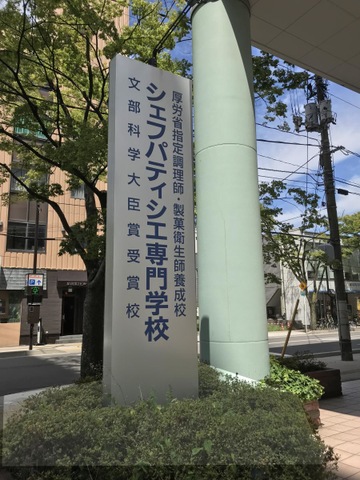 厚労省指定調理師・製菓衛生師養成校
シェフパティシエ専門学校
文部科学大臣賞受賞校
P